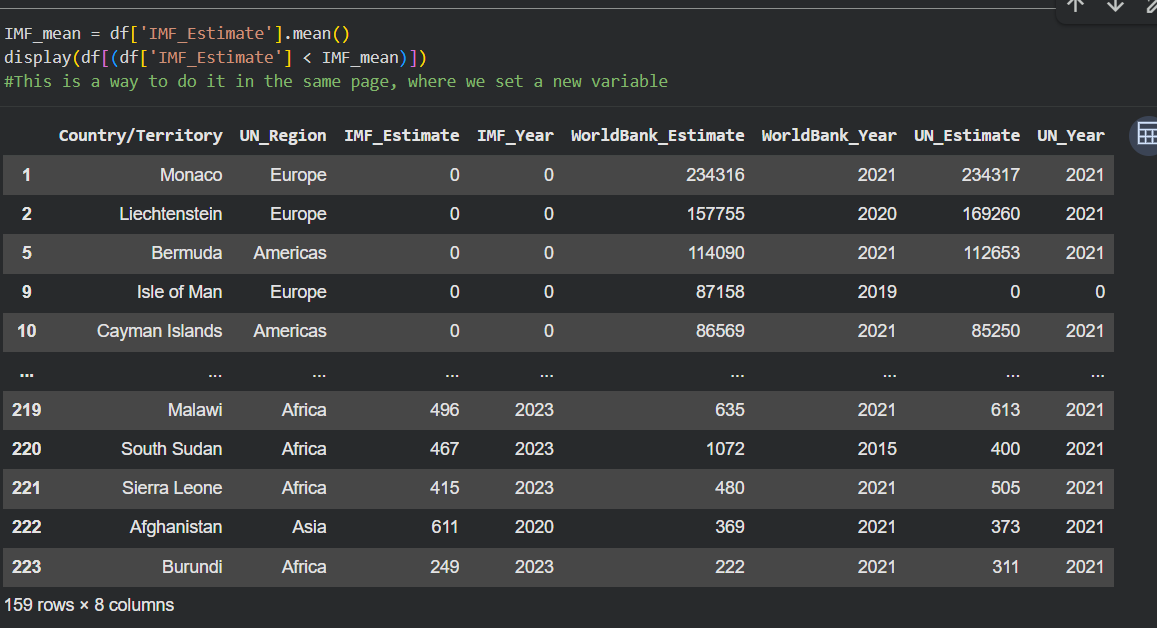 IMF_mean = df['IMF_Estimate'].mean()
display(df[(df['IMF_Estimate'] < IMF_mean)])
#This is a way to do it in the same page, where we set a new variable
Country/Territory UN_Region IMF_Estimate IMF_Year WorldBank_Estimate WorldBank_Year UN_Estimate UN_Year
1 Monaco Europe 0 0 234316 2021 234317 2021
2 Liechtenstein Europe 0 0 157755 2020 169260 2021
5 Bermuda Americas 0 0 114090 2021 112653 2021
9 Isle of Man Europe 0 0 87158 2019 0 0
10 Cayman Islands Americas 0 0 86569 2021 85250 2021
... ... ... ... ... ... ... ... ...
219 Malawi Africa 496 2023 635 2021 613 2021
220 South Sudan Africa 467 2023 1072 2015 400 2021
221 Sierra Leone Africa 415 2023 480 2021 505 2021
222 Afghanistan Asia 611 2020 369 2021 373 2021
223 Burundi Africa 249 2023 222 2021 311 2021
159 rows × 8 columns